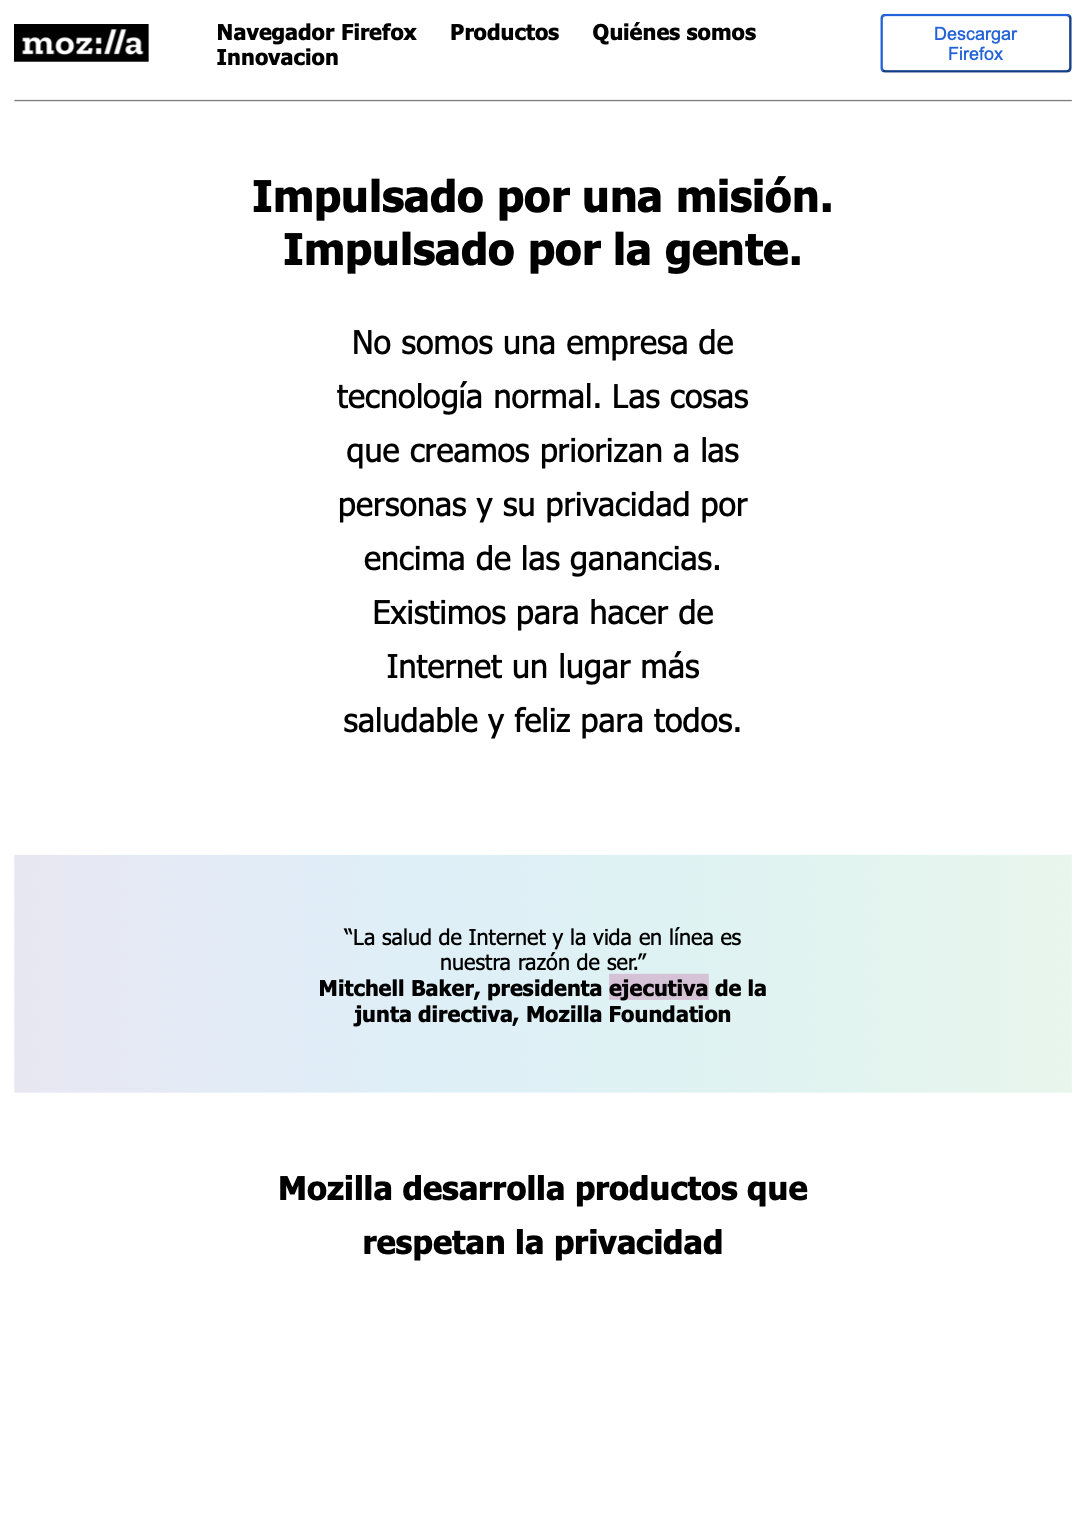 moz://a
Navegador Firefox Productos Quiénes somos
Innovacion
Descargar
Firefox
Impulsado por una misión.
Impulsado por la gente.
No somos una empresa de
tecnología normal. Las cosas
que creamos priorizan a las
personas y su privacidad por
encima de las ganancias.
Existimos para hacer de
Internet un lugar más
saludable y feliz para todos.
“La salud de Internet y la vida en línea es
nuestra razón de ser.”
Mitchell Baker, presidenta ejecutiva de la
junta directiva, Mozilla Foundation
Mozilla desarrolla productos que
respetan la privacidad